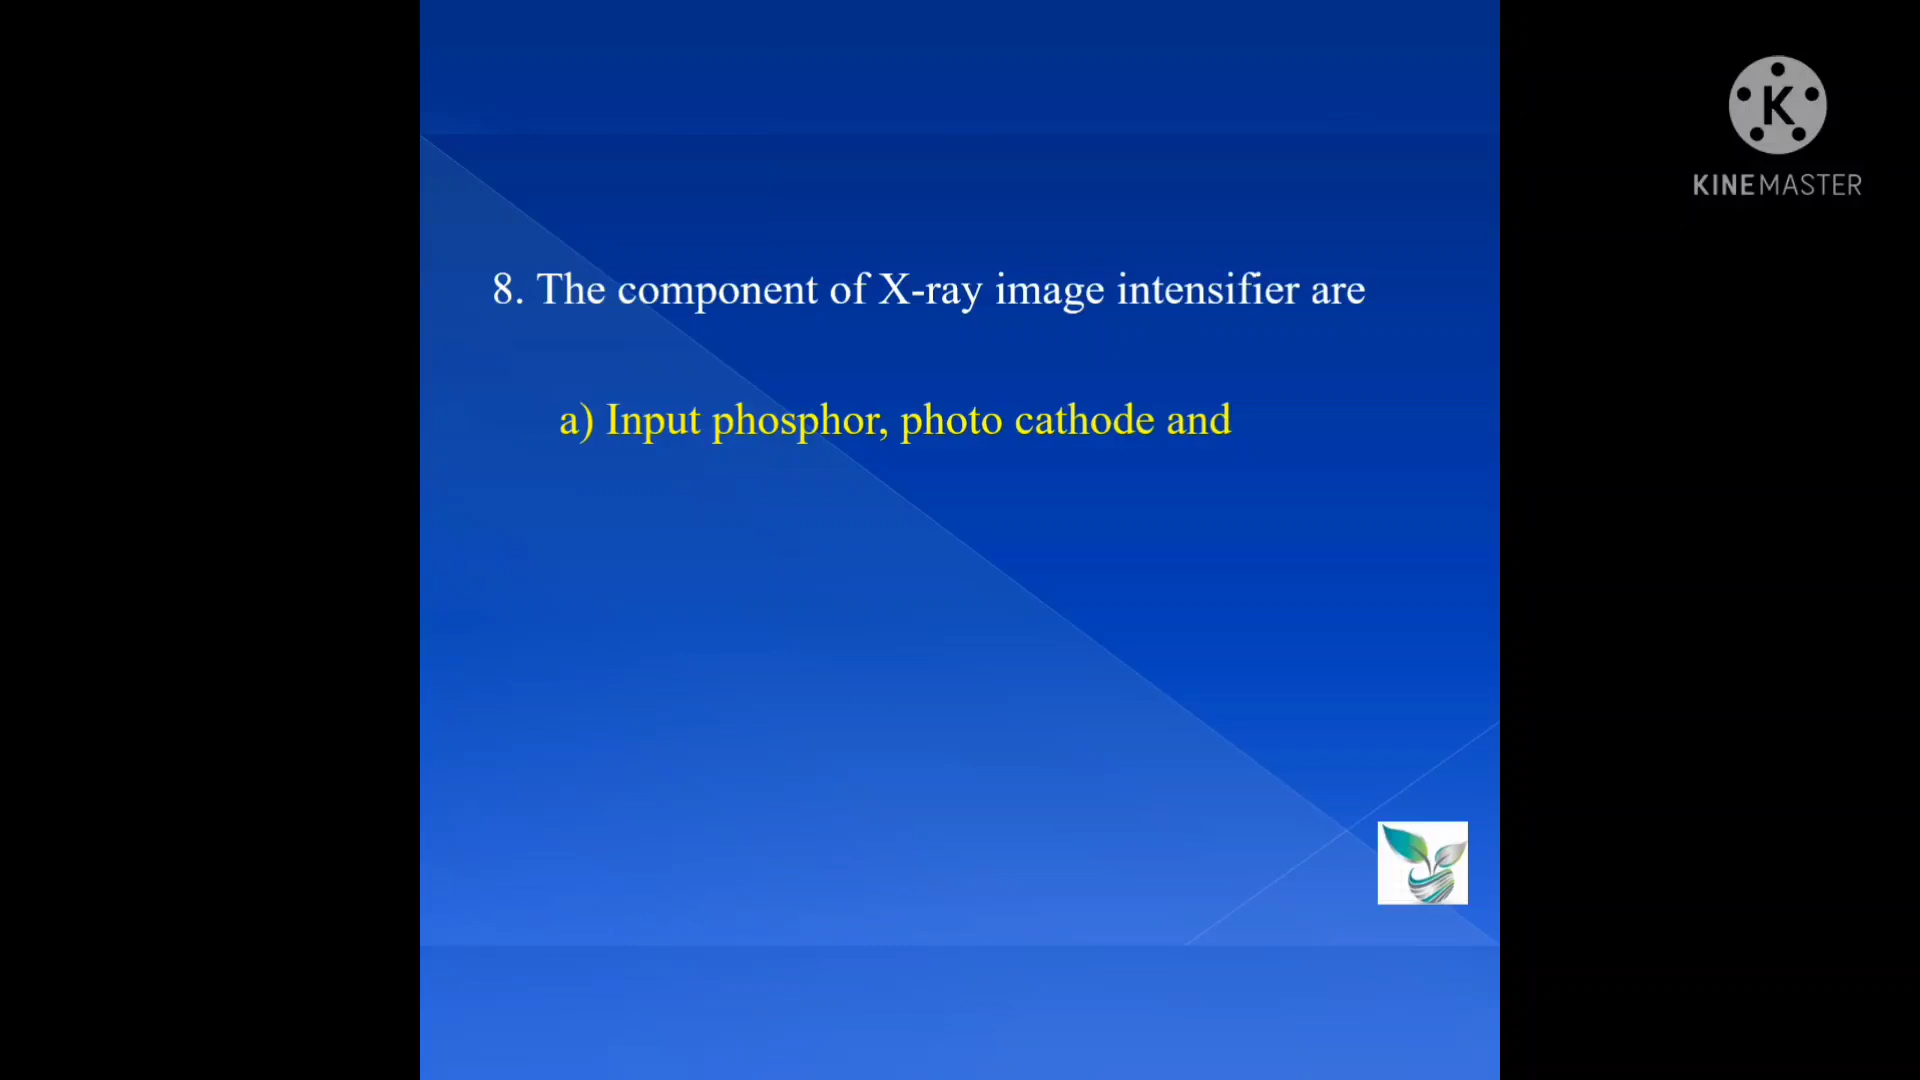 8. The component of X-ray image intensifier are
a) Input phosphor, photo cathode and
K
KINEMASTER